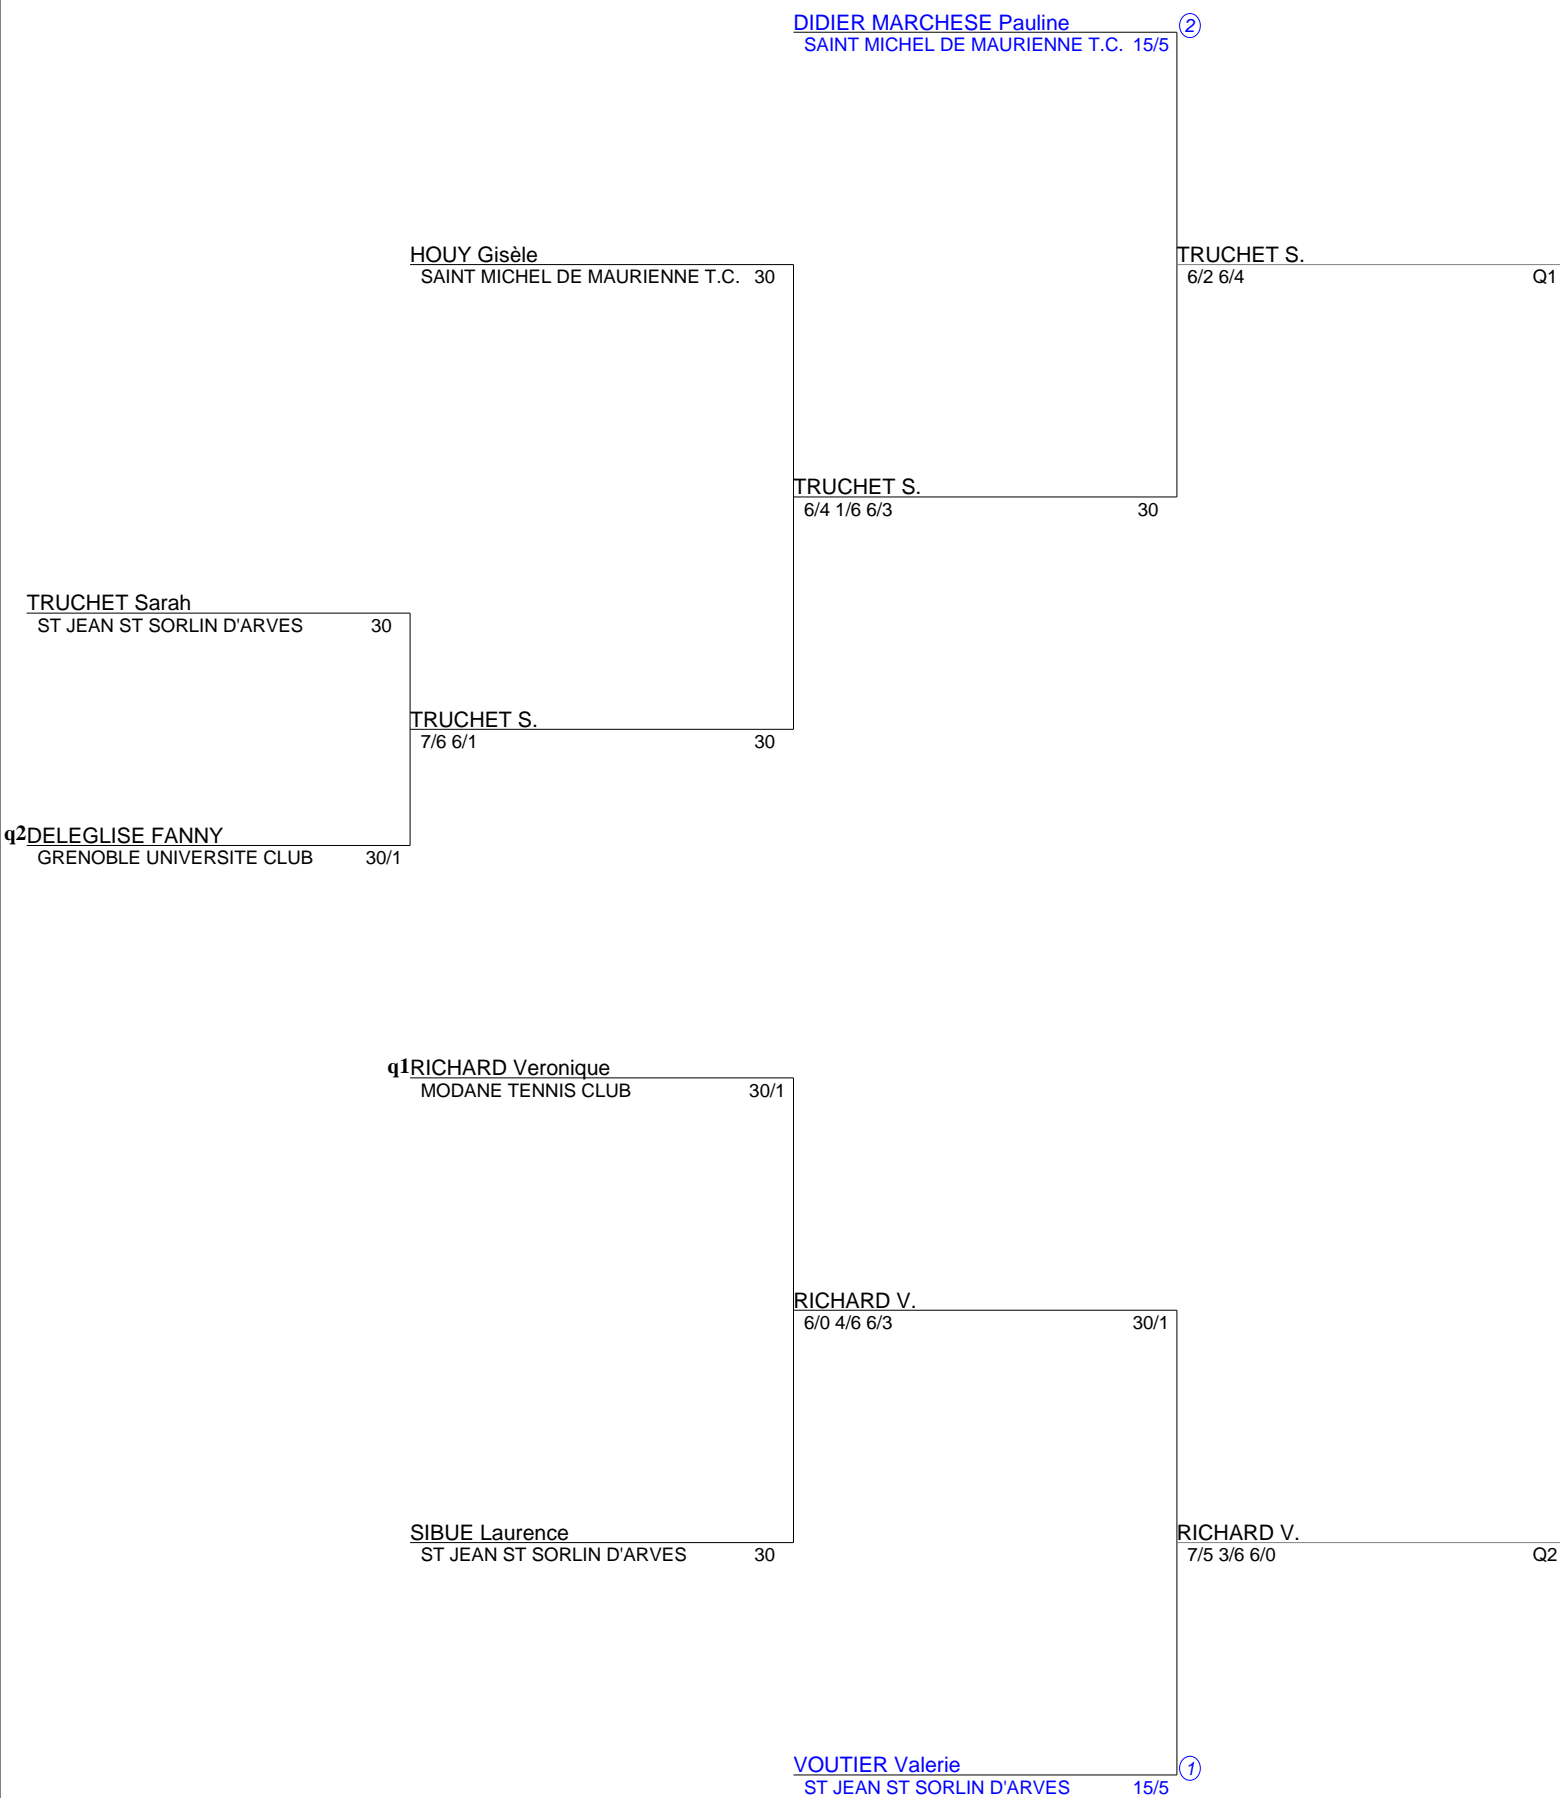 DIDIER MARCHESE Pauline 2
SAINT MICHEL DE MAURIENNE T.C. 15/5
HOUY Gisèle
SAINT MICHEL DE MAURIENNE T.C. 30
TRUCHET S.
6/2 6/4 Q1
TRUCHET S.
6/4 1/6 6/3 30
TRUCHET Sarah
ST JEAN ST SORLIN D'ARVES 30
TRUCHET S.
7/6 6/1 30
q2 DELEGLISE FANNY
GRENOBLE UNIVERSITE CLUB 30/1
q1 RICHARD Veronique
MODANE TENNIS CLUB 30/1
RICHARD V.
6/0 4/6 6/3 30/1
SIBUE Laurence
ST JEAN ST SORLIN D'ARVES 30
RICHARD V.
7/5 3/6 6/0 Q2
VOUTIER Valerie 1
ST JEAN ST SORLIN D'ARVES 15/5